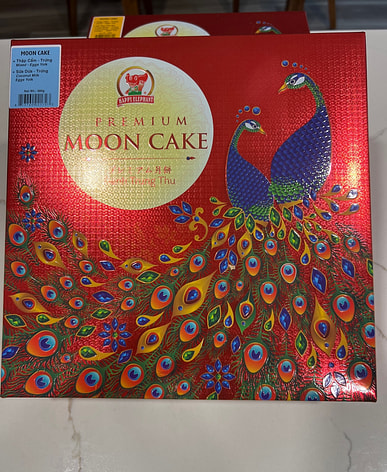 MOON CAKE
Thập Cẩm - Trứng
Mixed - Eggs Yolk
Sữa Dừa - Trứng
Coconut Milk
Eggs Yolk
HAPPY ELEPHANT
PREMIUM
MOON CAKE
Trung Thu